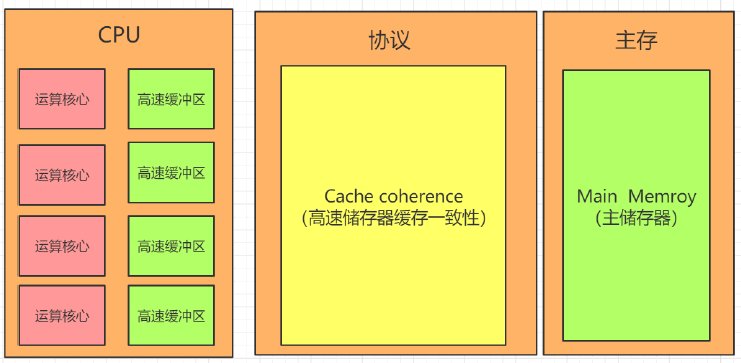 CPU
运算核心
高速缓冲区
运算核心
高速缓冲区
运算核心
高速缓冲区
运算核心
高速缓冲区
协议
Cache coherence
（高速储存器缓存一致性）
主存
Main Memroy
（主储存器）